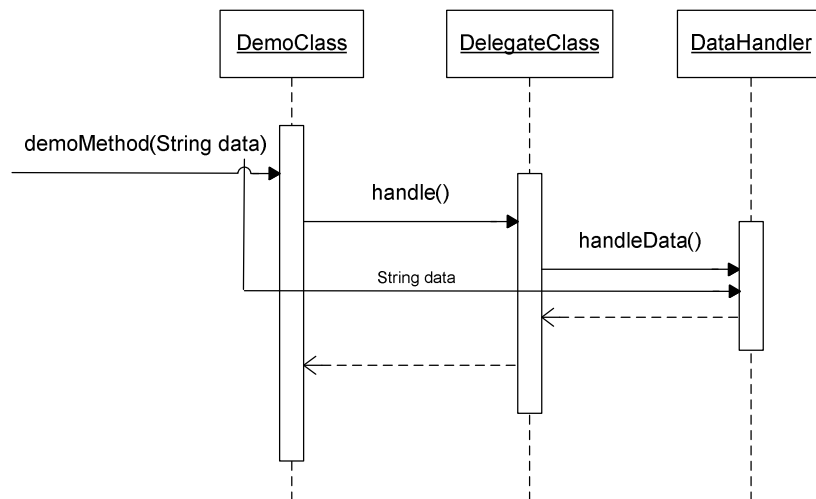 DemoClass
DelegateClass
DataHandler
demoMethod(String data)
handle()
handleData()
String data